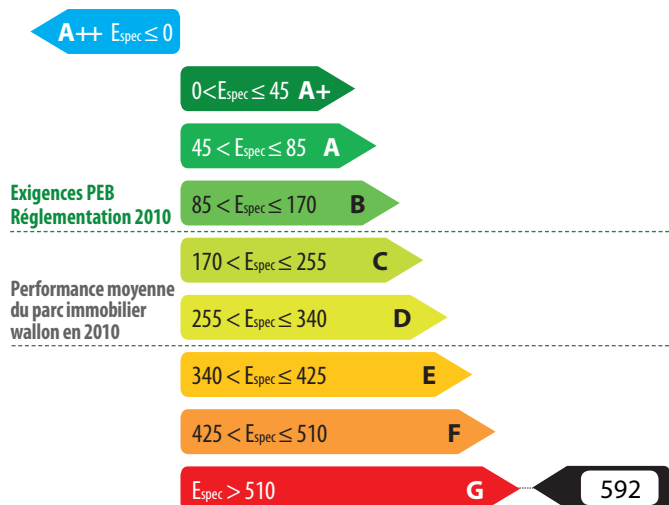 A++ Espec ≤ 0
0<Espec ≤ 45 A+
45 < Espec ≤ 85 A
Exigences PEB
Réglementation 2010
85 < Espec ≤ 170 B
170 < Espec ≤ 255 C
Performance moyenne
du parc immobilier
wallon en 2010
255 < Espec ≤ 340 D
340 < Espec ≤ 425 E
425 < Espec ≤ 510 F
Espec > 510 G 592